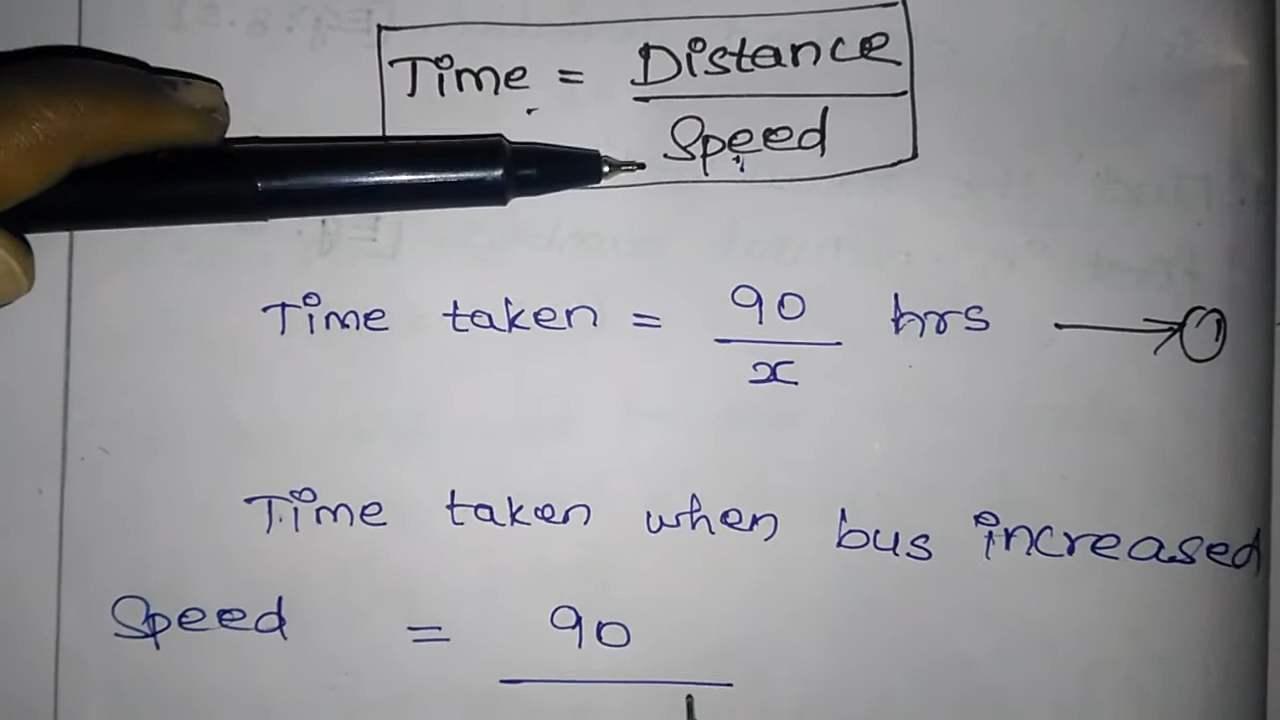 Time = Distance / Speed
Time taken = 90 / x hrs → 1
Time taken when bus increased
Speed = 90